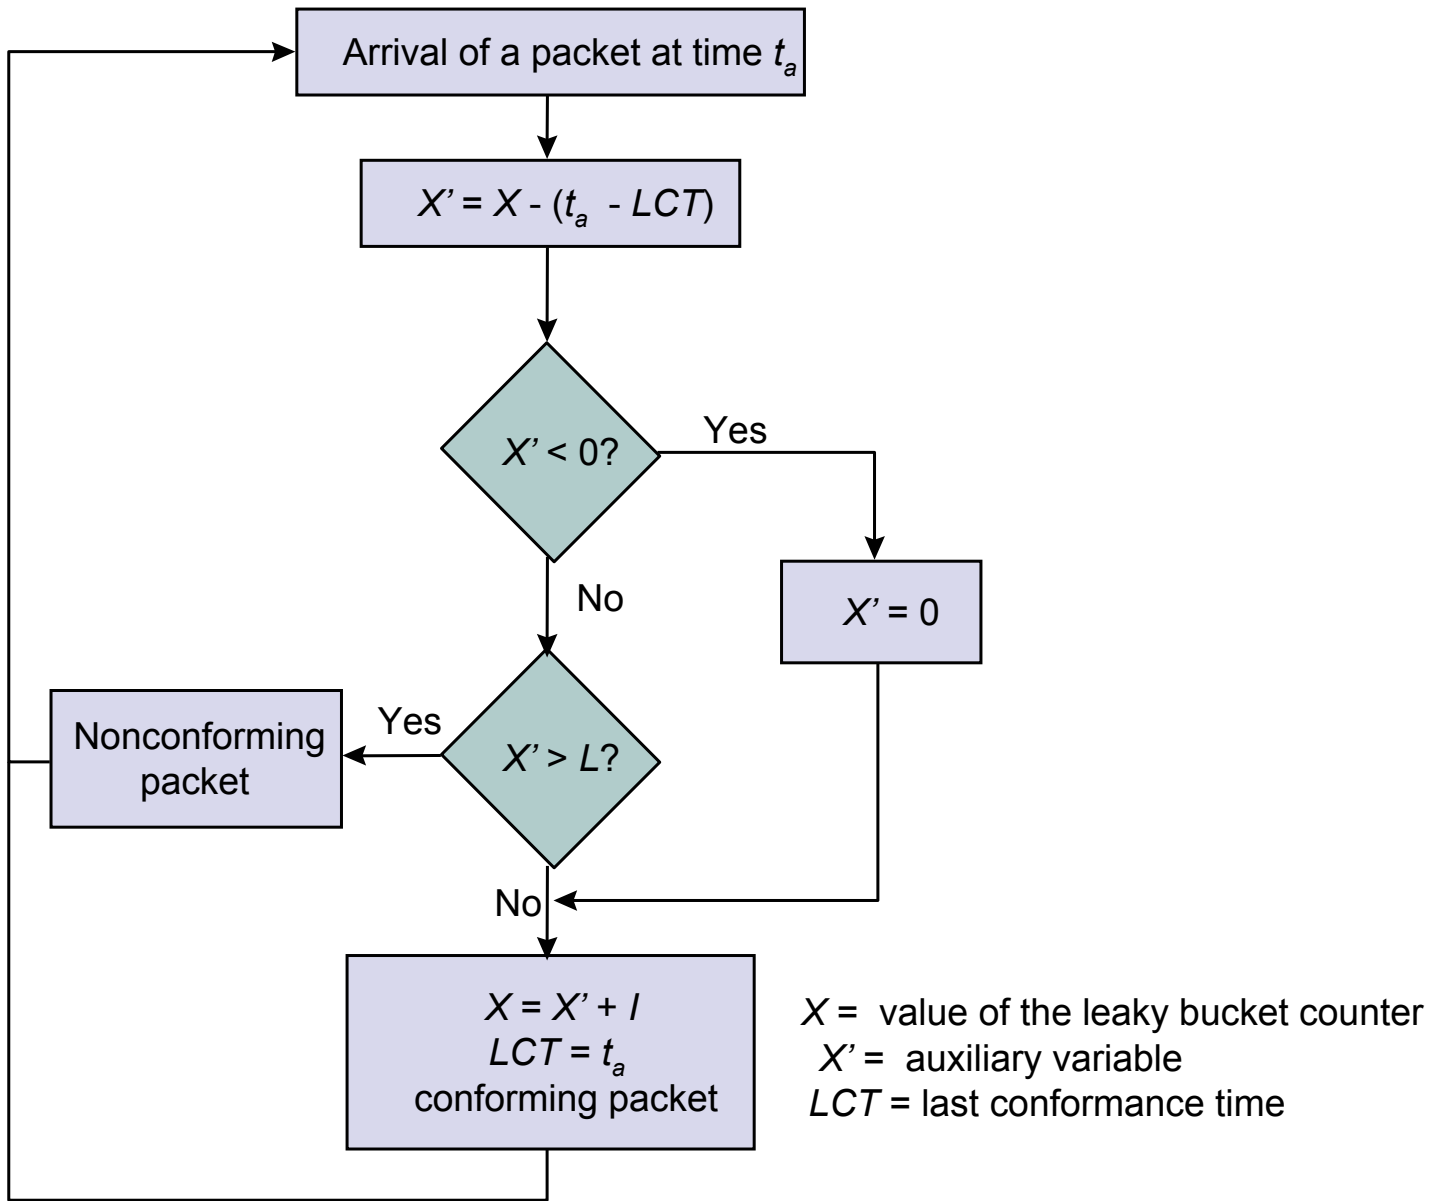 Arrival of a packet at time tₐ
X’ = X - (tₐ - LCT)
X’ < 0?
Yes
No
X’ = 0
Nonconforming
packet
Yes
X’ > L?
No
X = X’ + I
LCT = tₐ
conforming packet
X = value of the leaky bucket counter
X’ = auxiliary variable
LCT = last conformance time